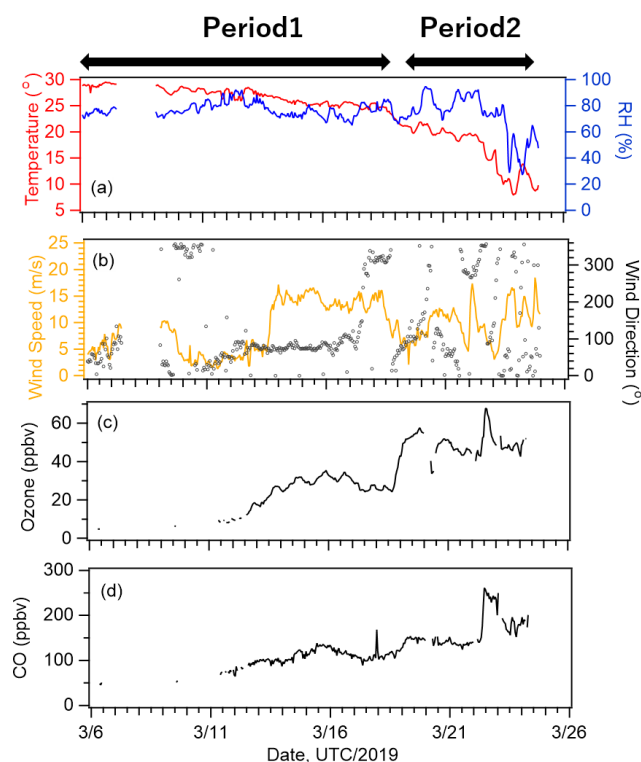 Period1 Period2
30 25 20 15 10 5
Temperature (°)
(a)
100 80 60 40 20 0
RH (%)
25 20 15 10 5 0
Wind Speed (m/s)
(b)
300 200 100 0
Wind Direction (°)
60 40 20 0
Ozone (ppbv)
(c)
300 200 100 0
CO (ppbv)
(d)
3/6 3/11 3/16 3/21 3/26
Date, UTC/2019